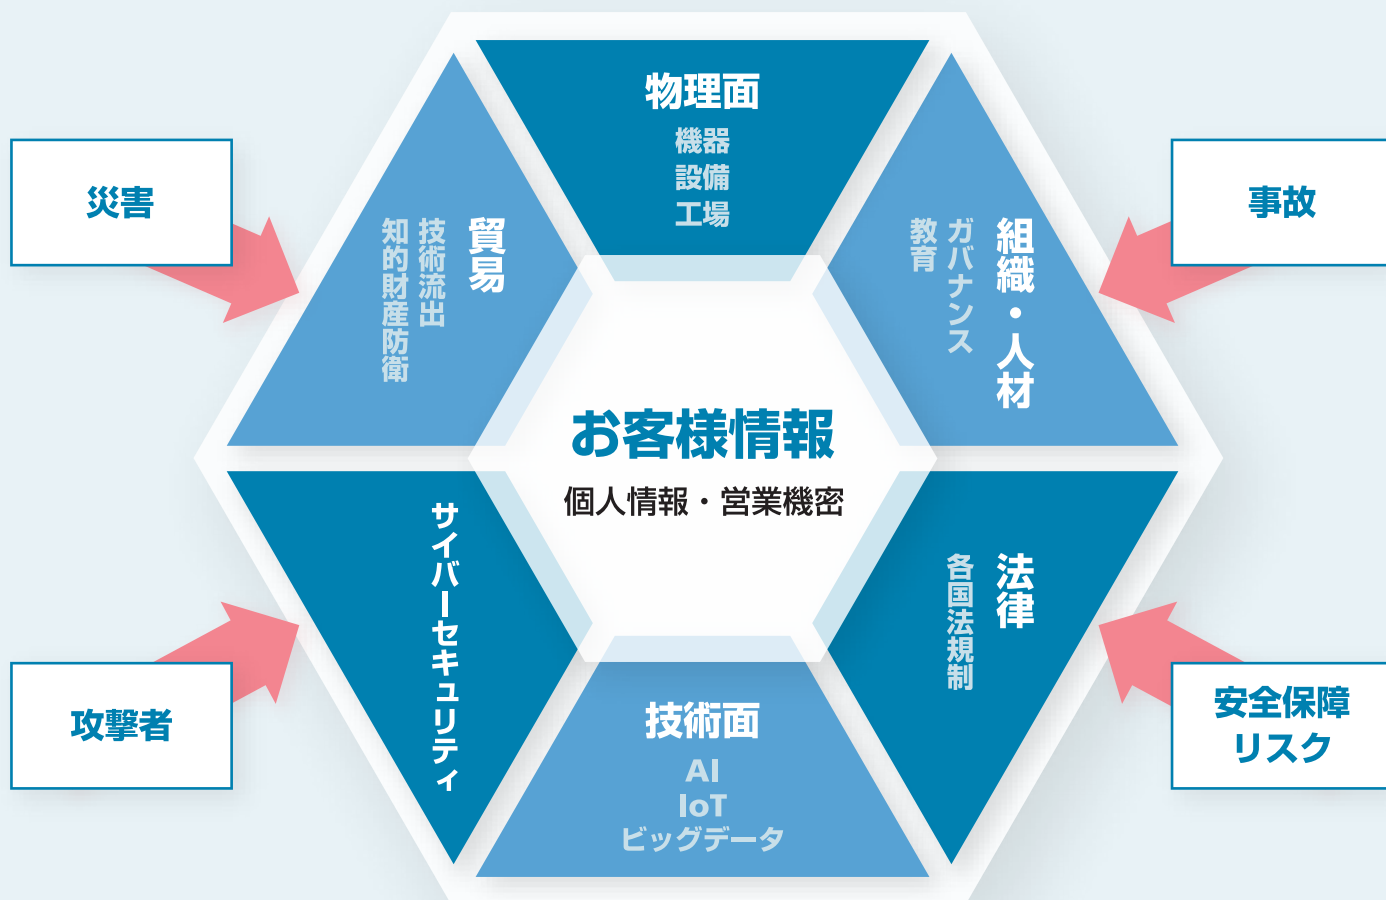 物理面
機器
設備
工場
災害
事故
貿易
技術流出
知的財産防衛
組織・人材
ガバナンス
教育
お客様情報
個人情報・営業機密
サイバーセキュリティ
法律
各国法規制
攻撃者
安全保障
リスク
技術面
AI
IoT
ビッグデータ